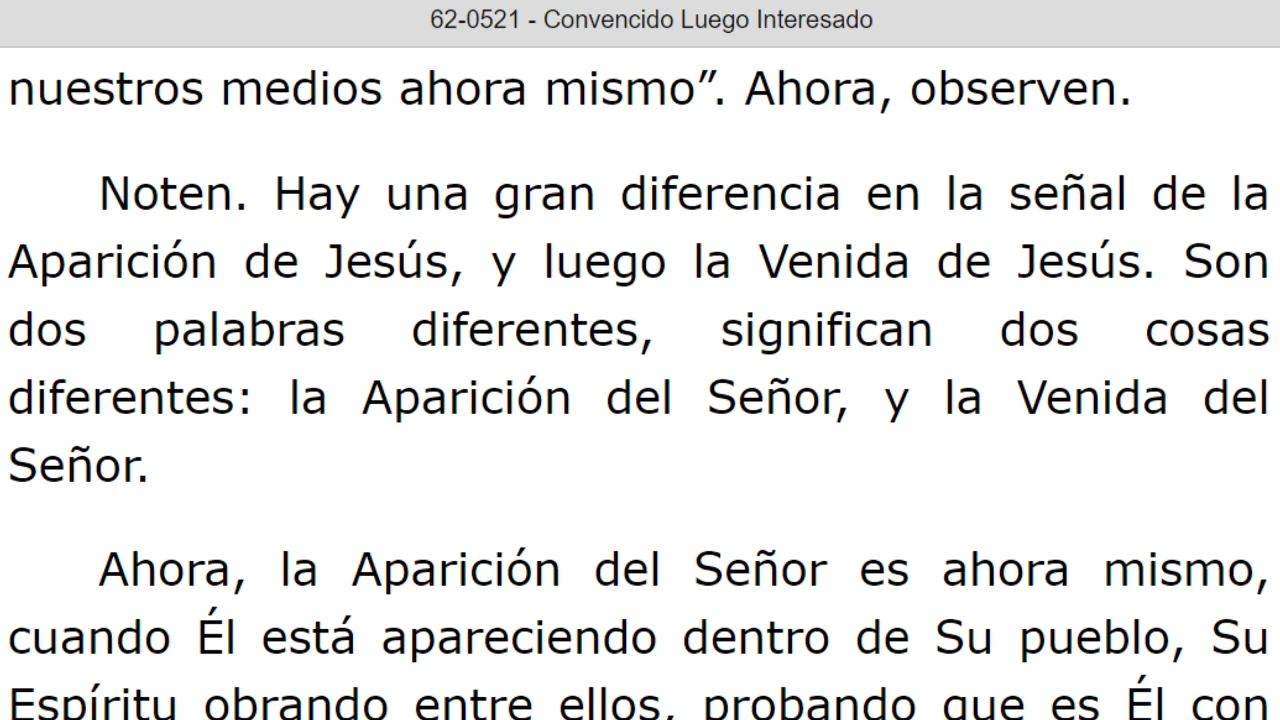 62-0521 - Convencido Luego Interesado
nuestros medios ahora mismo”. Ahora, observen.
Noten. Hay una gran diferencia en la señal de la
Aparición de Jesús, y luego la Venida de Jesús. Son
dos palabras diferentes, significan dos cosas
diferentes: la Aparición del Señor, y la Venida del
Señor.
Ahora, la Aparición del Señor es ahora mismo,
cuando Él está apareciendo dentro de Su pueblo, Su
Espíritu obrando entre ellos, probando que es Él con